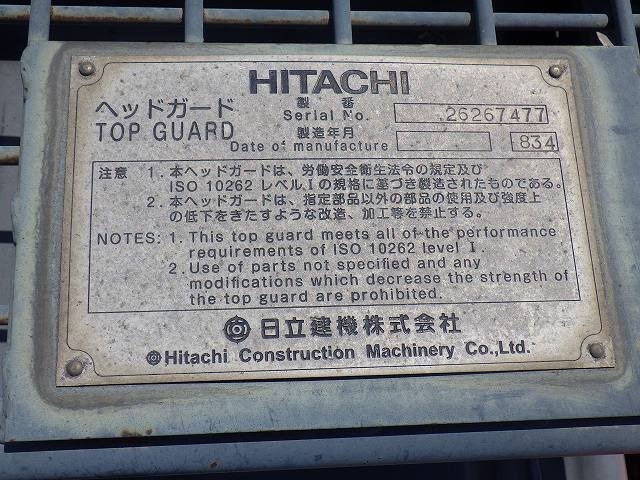 HITACHI
ヘッドガード 製番
TOP GUARD Serial No. 26267477
製造年月
Date of manufacture 834
注意 1. 本ヘッドガードは、労働安全衛生法令の規定及び
ISO 10262 レベル I の規格に基づき製造されたものである。
2. 本ヘッドガードは、指定部品以外の部品の使用及び強度上
の低下をきたすような改造、加工等を禁止する。
NOTES: 1. This top guard meets all of the performance
requirements of ISO 10262 level I.
2. Use of parts not specified and any
modifications which decrease the strength of
the top guard are prohibited.
日立建機株式会社
Hitachi Construction Machinery Co.,Ltd.